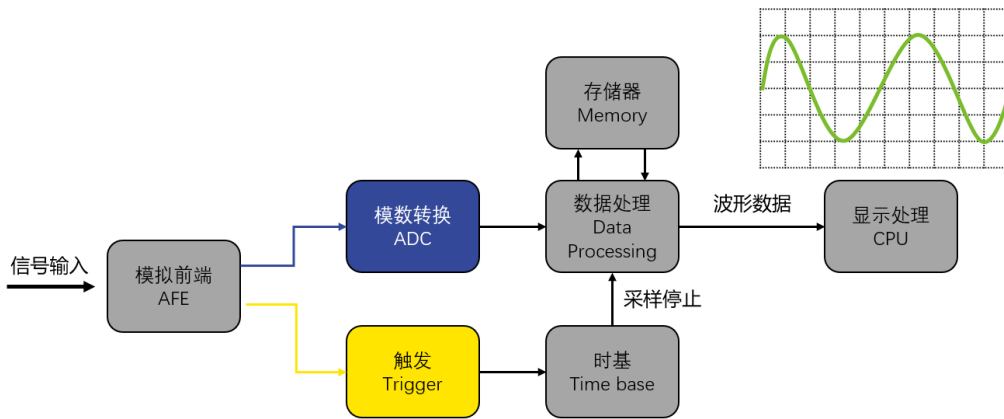 信号输入
模拟前端
AFE
模数转换
ADC
触发
Trigger
存储器
Memory
数据处理
Data
Processing
采样停止
时基
Time base
波形数据
显示处理
CPU